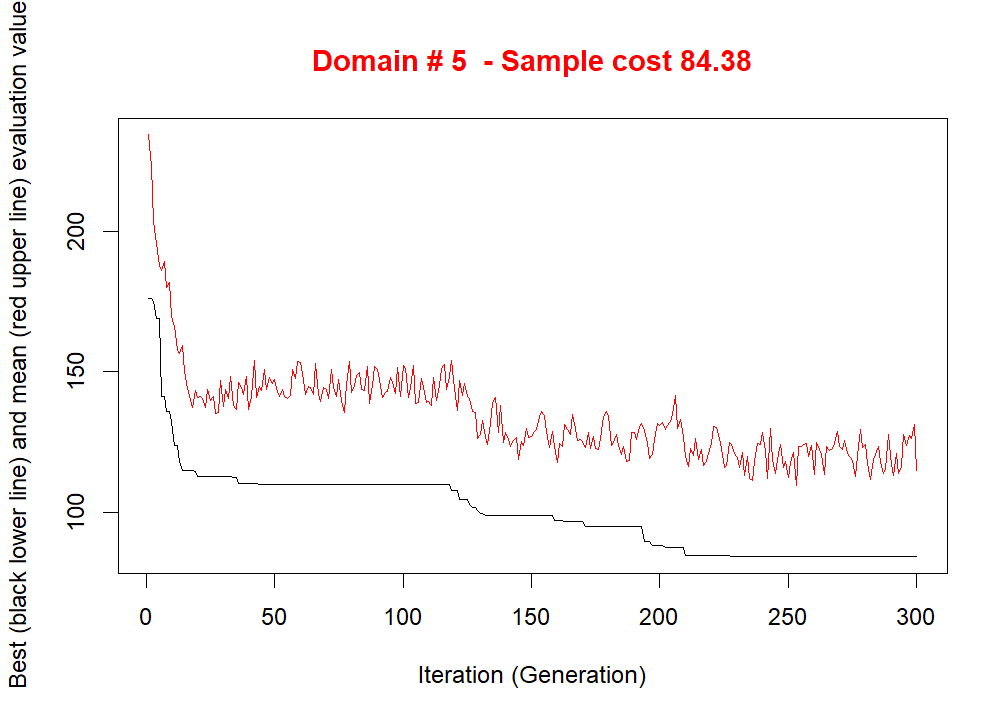 Domain # 5  - Sample cost 84.38
Best (black lower line) and mean (red upper line) evaluation value
200
150
100
0 50 100 150 200 250 300
Iteration (Generation)